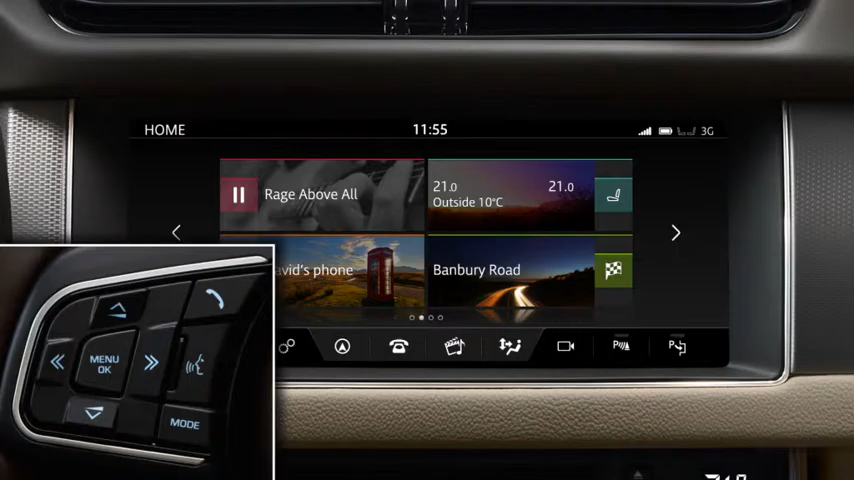 HOME
11:55
3G
Rage Above All
21.0
21.0
Outside 10°C
avid's phone
Banbury Road
MENU
OK
MODE
P
P